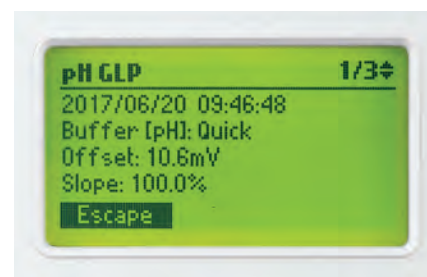 pH GLP 1/3
2017/06/20 09:46:48
Buffer [pH]: Quick
Offset: 10.6mV
Slope: 100.0%
Escape